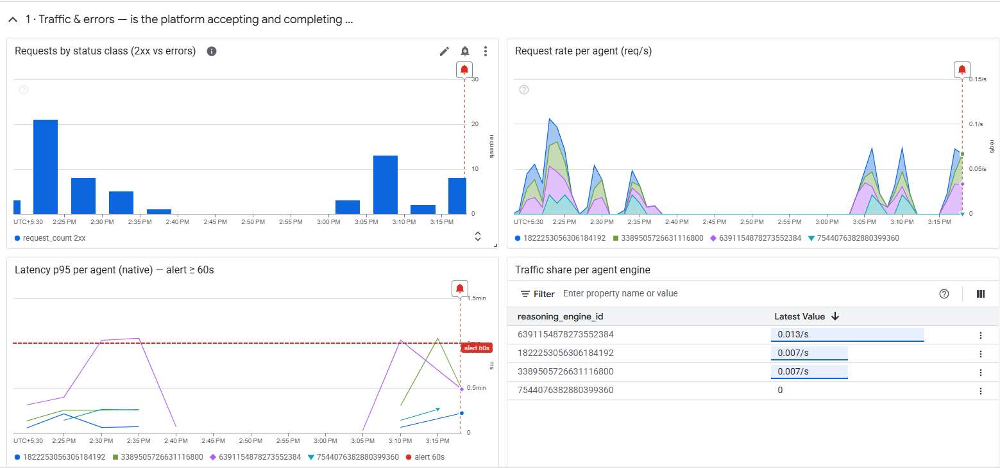 1 · Traffic & errors — is the platform accepting and completing ...
Requests by status class (2xx vs errors)
30
20
10
0
requests
UTC+5:30 2:25 PM 2:30 PM 2:35 PM 2:40 PM 2:45 PM 2:50 PM 2:55 PM 3:00 PM 3:05 PM 3:10 PM 3:15 PM
request_count 2xx
Request rate per agent (req/s)
0.15/s
0.1/s
0.05/s
0
req/s
UTC+5:30 2:25 PM 2:30 PM 2:35 PM 2:40 PM 2:45 PM 2:50 PM 2:55 PM 3:00 PM 3:05 PM 3:10 PM 3:15 PM
1822253056306184192 3389505726631116800 6391154878273552384 7544076382880399360
Latency p95 per agent (native) — alert ≥ 60s
1.5min
alert 60s
0.5min
0
ms
UTC+5:30 2:25 PM 2:30 PM 2:35 PM 2:40 PM 2:45 PM 2:50 PM 2:55 PM 3:00 PM 3:05 PM 3:10 PM 3:15 PM
1822253056306184192 3389505726631116800 6391154878273552384 7544076382880399360 alert 60s
Traffic share per agent engine
Filter Enter property name or value
reasoning_engine_id Latest Value
6391154878273552384 0.013/s
1822253056306184192 0.007/s
3389505726631116800 0.007/s
7544076382880399360 0